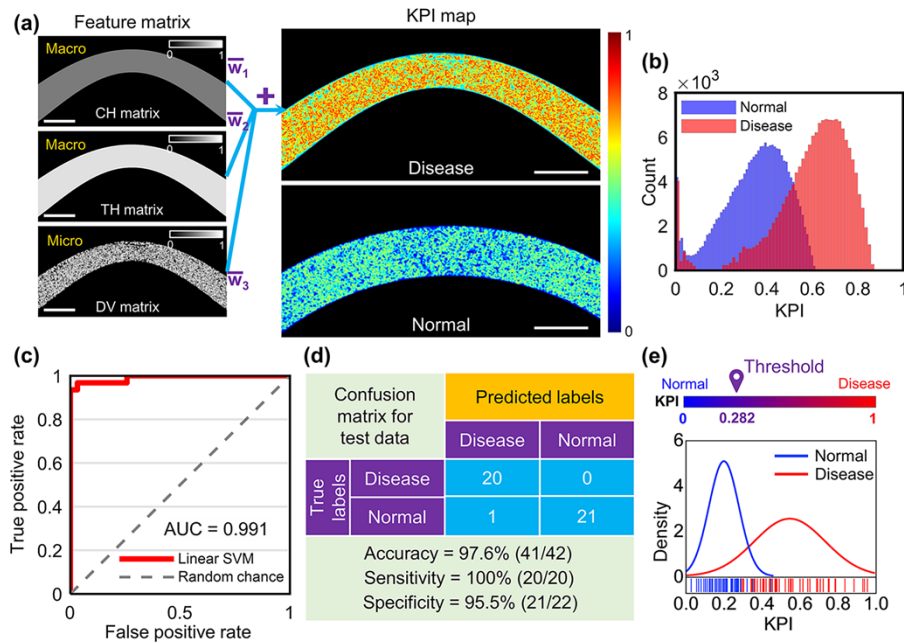 (a)
Feature matrix
KPI map
Macro
0
1
CH matrix
Macro
0
1
TH matrix
Micro
0
1
DV matrix
w̅1
w̅2
w̅3
+
Disease
Normal
1
0
(b)
×10³
Normal
Disease
Count
8
6
4
2
0
0 0.2 0.4 0.6 0.8 1
KPI
(c)
True positive rate
1
0.8
0.6
0.4
0.2
0
AUC = 0.991
Linear SVM
Random chance
0 0.5 1
False positive rate
(d)
Confusion
matrix for
test data
Predicted labels
Disease Normal
True
labels
Disease 20 0
Normal 1 21
Accuracy = 97.6% (41/42)
Sensitivity = 100% (20/20)
Specificity = 95.5% (21/22)
(e)
Threshold
Normal Disease
KPI
0 0.282 1
Density
6
4
2
0
Normal
Disease
0.0 0.2 0.4 0.6 0.8 1.0
KPI